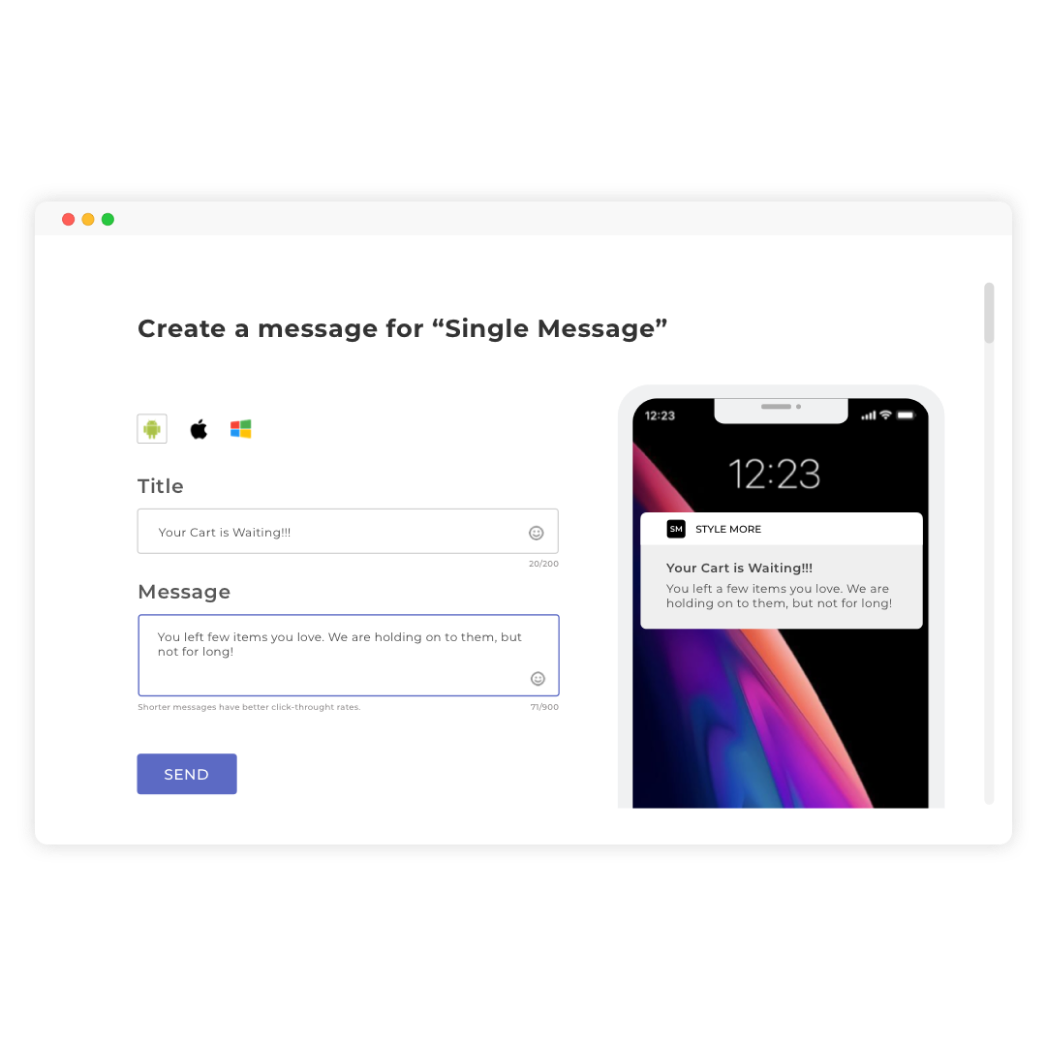 Create a message for “Single Message”
Title
Your Cart is Waiting!!!
20/200
Message
You left few items you love. We are holding on to them, but
not for long!
Shorter messages have better click-throught rates.
71/900
SEND
12:23
12:23
SM
STYLE MORE
Your Cart is Waiting!!!
You left a few items you love. We are
holding on to them, but not for long!